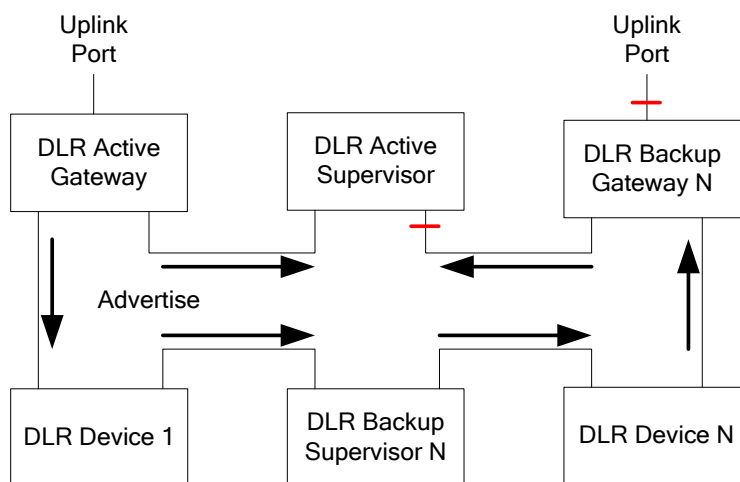 Uplink
Port
Uplink
Port
DLR Active
Gateway
DLR Active
Supervisor
DLR Backup
Gateway N
Advertise
DLR Device 1
DLR Backup
Supervisor N
DLR Device N